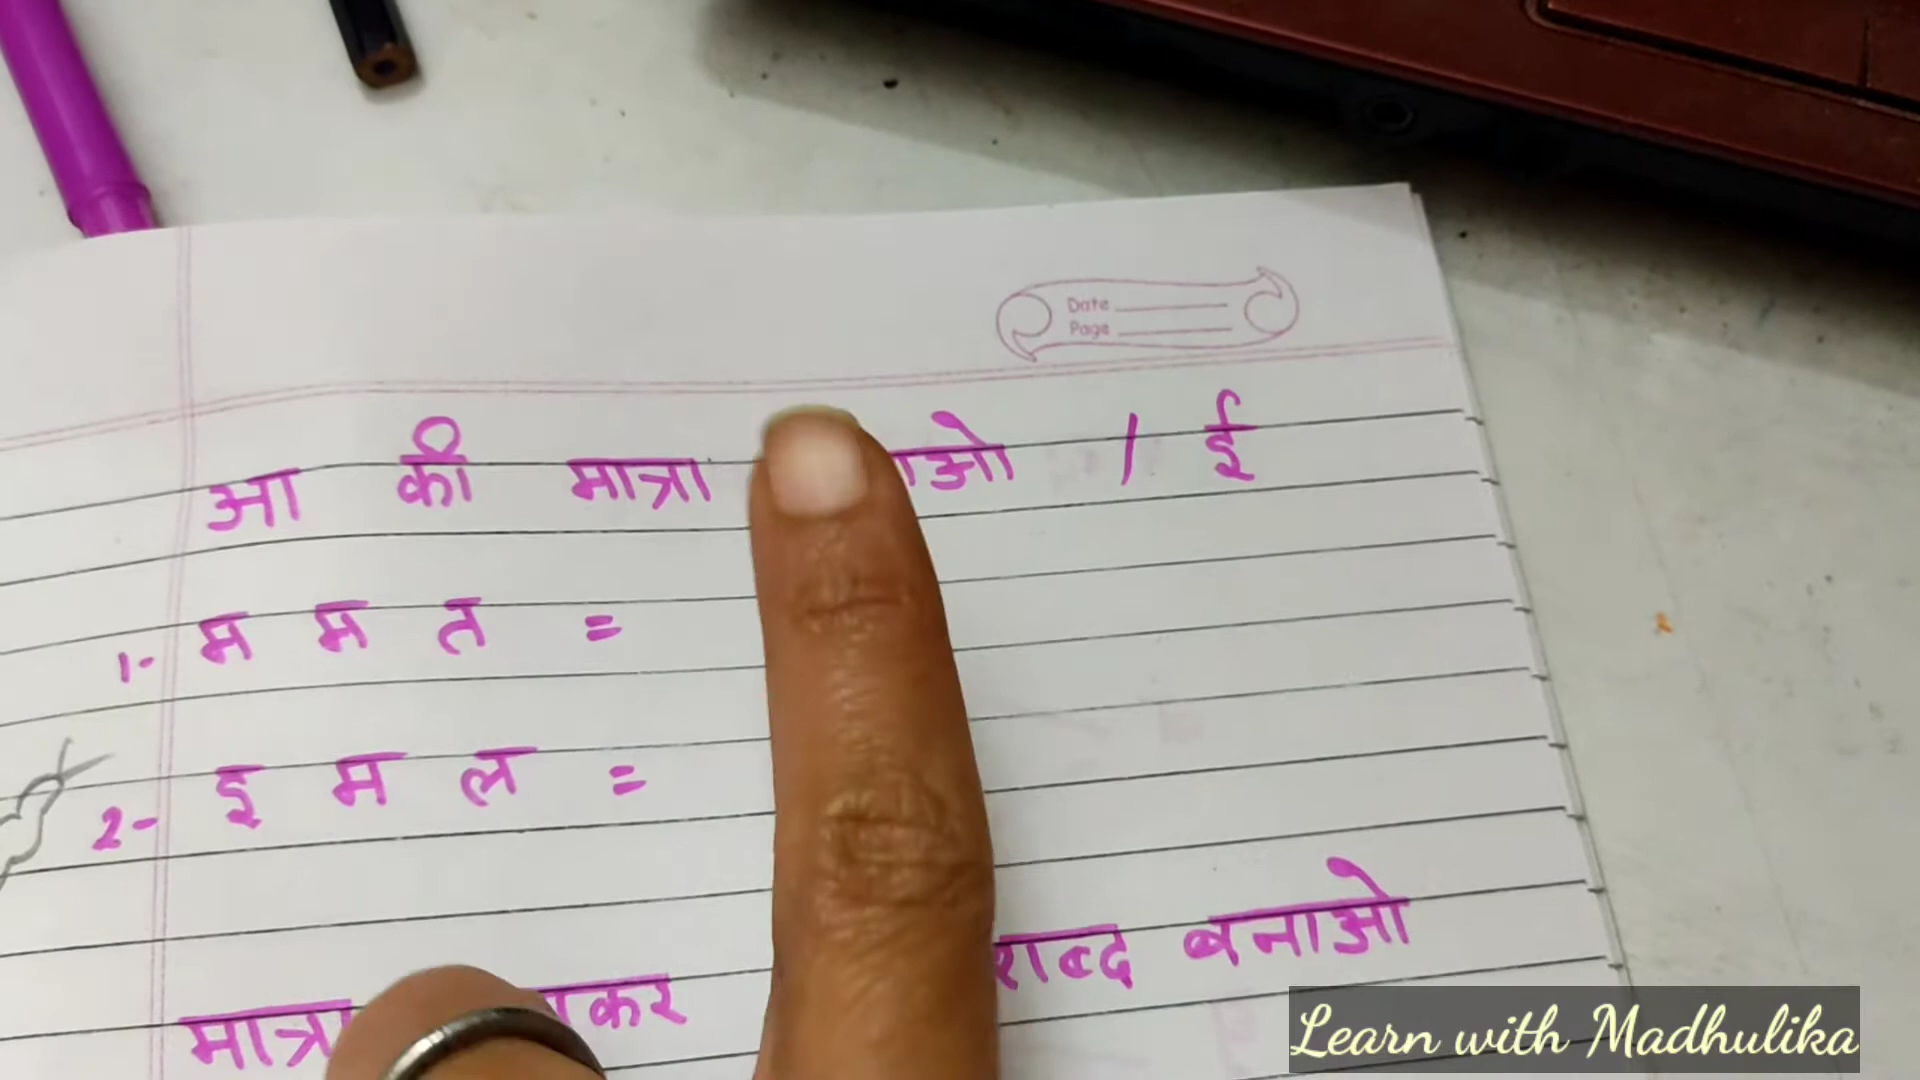 Date
Page
आ की मात्रा / ई
1- म म त =
2- इ म ल =
मात्रा शब्द बनाओ
Learn with Madhulika